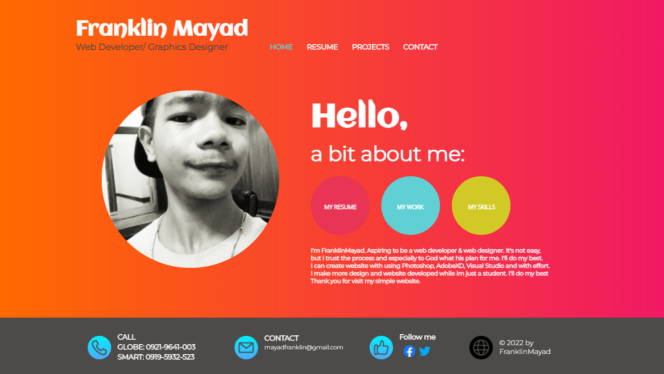 Franklin Mayad
Web Developer/ Graphics Designer
HOME RESUME PROJECTS CONTACT
Hello,
a bit about me:
MY RESUME MY WORK MY SKILLS
I'm FranklinMayad. Aspiring to be a web developer & web designer. It's not easy,
but i trust the process and especially to God what his plan for me. I'll do my best.
I can create website with using Photoshop, AdobeXD, Visual Studio and with effort.
I make more design and website developed while im just a student. I'll do my best
Thank you for visit my simple website.
CALL
GLOBE: 0921-9641-003
SMART: 0919-5932-523
CONTACT
mayadfranklin@gmail.com
Follow me
© 2022 by
FranklinMayad